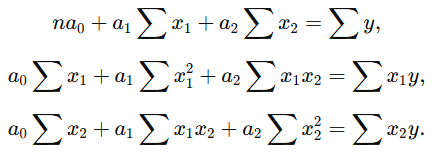 na₀ + a₁ ∑ x₁ + a₂ ∑ x₂ = ∑ y,
a₀ ∑ x₁ + a₁ ∑ x₁² + a₂ ∑ x₁x₂ = ∑ x₁y,
a₀ ∑ x₂ + a₁ ∑ x₁x₂ + a₂ ∑ x₂² = ∑ x₂y.